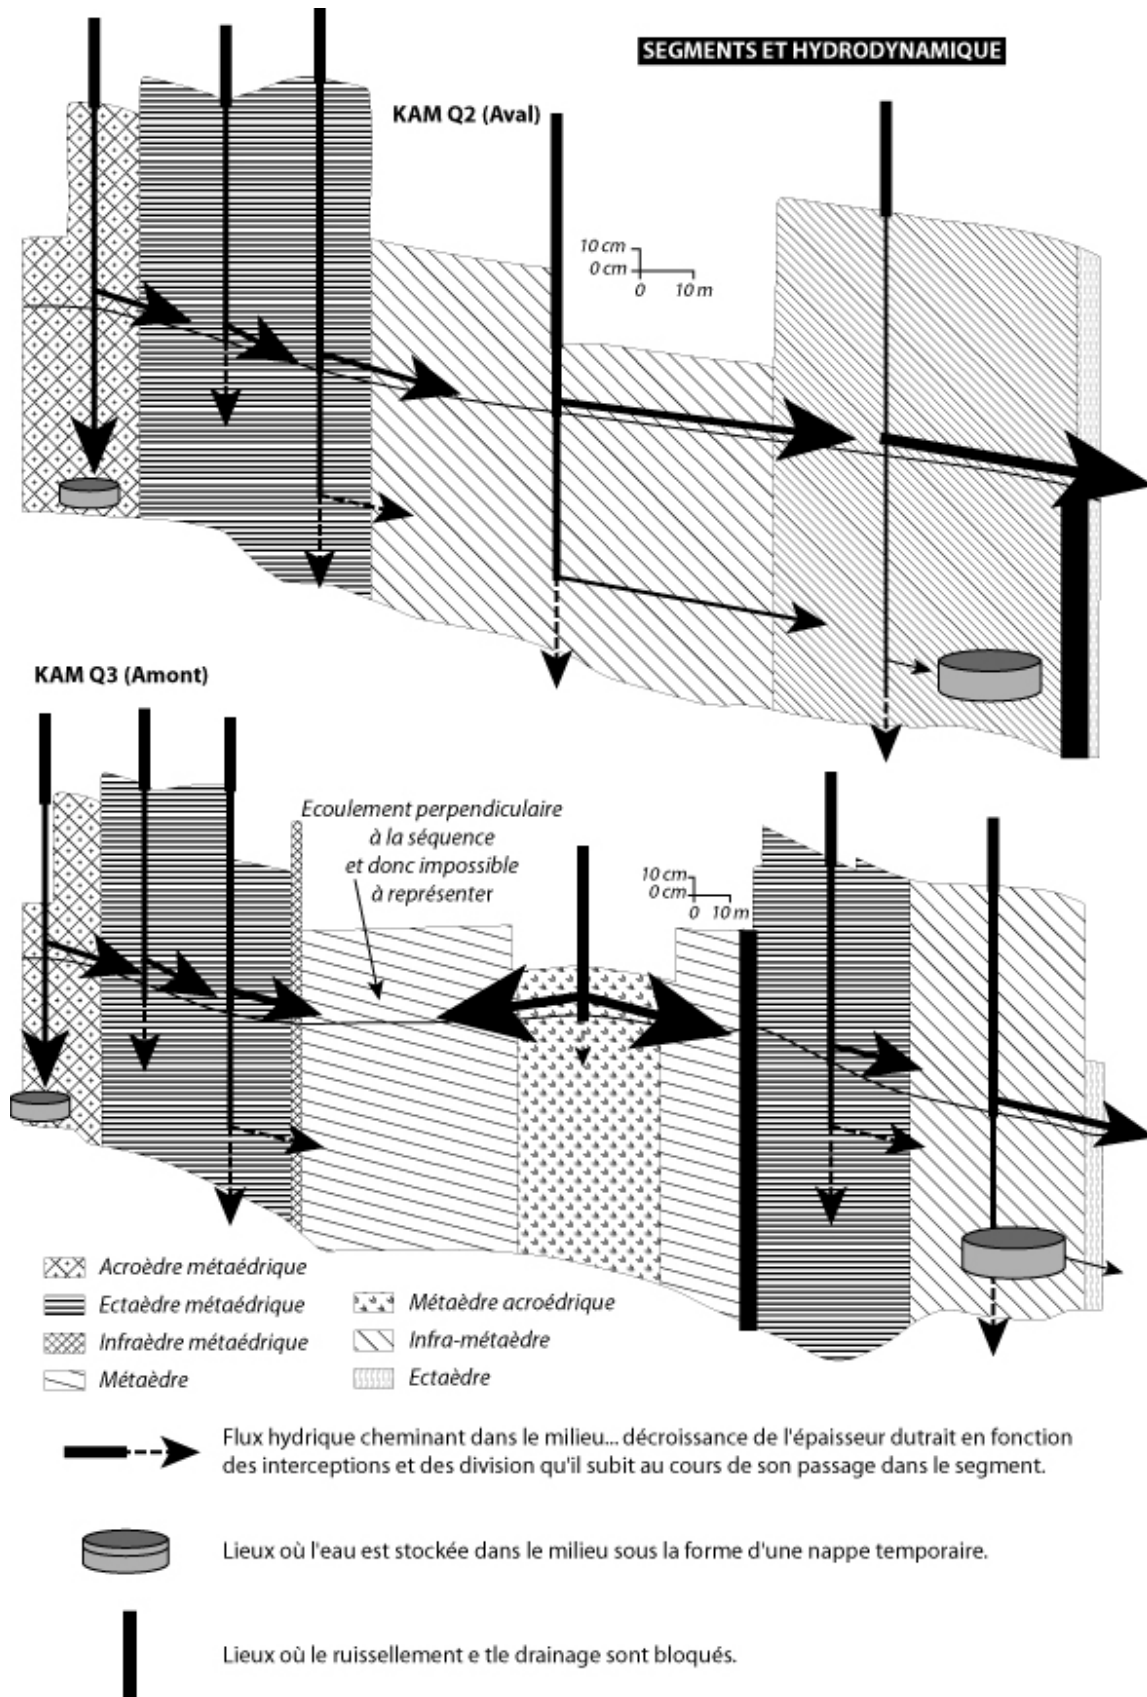 SEGMENTS ET HYDRODYNAMIQUE
KAM Q2 (Aval)
10 cm
0 cm
0 10 m
KAM Q3 (Amont)
Ecoulement perpendiculaire
à la séquence
et donc impossible
à représenter
10 cm
0 cm
0 10 m
Acroèdre métaédrique
Ectaèdre métaédrique
Infraèdre métaédrique
Métaèdre
Métaèdre acroédrique
Infra-métaèdre
Ectaèdre
Flux hydrique cheminant dans le milieu... décroissance de l'épaisseur dutrait en fonction
des interceptions et des division qu'il subit au cours de son passage dans le segment.
Lieux où l'eau est stockée dans le milieu sous la forme d'une nappe temporaire.
Lieux où le ruissellement e tle drainage sont bloqués.